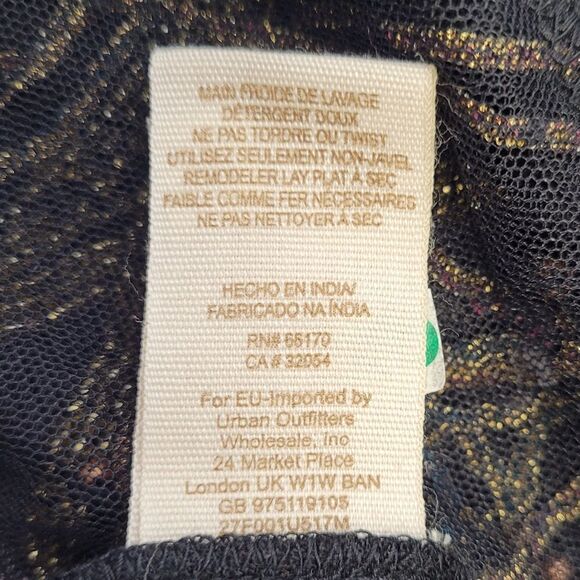 MAIN FROIDE DE LAVAGE
DÉTERGENT DOUX
NE PAS TORDRE OU TWIST
UTILISEZ SEULEMENT NON-JAVEL
REMODELER LAY PLAT À SEC
FAIBLE COMME FER NÉCESSAIRES
NE PAS NETTOYER À SEC
HECHO EN INDIA/
FABRICADO NA ÍNDIA
RN# 66170
CA # 32054
For EU-Imported by
Urban Outfitters
Wholesale, Inc
24 Market Place
London UK W1W BAN
GB 975119105
27F001U517M